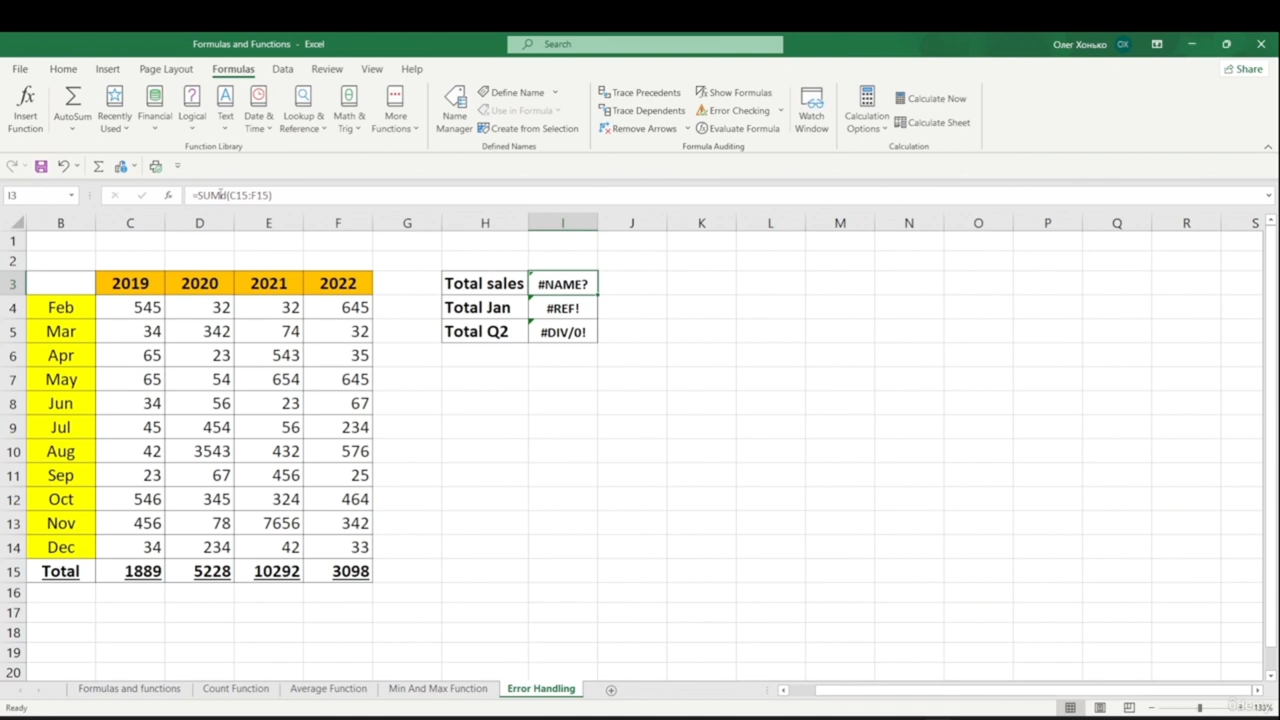 Formulas and Functions - Excel
Search
Олег Хонько
ОХ
File Home Insert Page Layout Formulas Data Review View Help
Share
Insert Function
AutoSum
Recently Used
Financial
Logical
Text
Date & Time
Lookup & Reference
Math & Trig
More Functions
Function Library
Name Manager
Define Name
Use in Formula
Create from Selection
Defined Names
Trace Precedents
Trace Dependents
Remove Arrows
Show Formulas
Error Checking
Evaluate Formula
Formula Auditing
Watch Window
Calculation Options
Calculate Now
Calculate Sheet
Calculation
I3
=SUMd(C15:F15)
B C D E F G H I J K L M N O P Q R S
1
2
3 2019 2020 2021 2022 Total sales #NAME?
4 Feb 545 32 32 645 Total Jan #REF!
5 Mar 34 342 74 32 Total Q2 #DIV/0!
6 Apr 65 23 543 35
7 May 65 54 654 645
8 Jun 34 56 23 67
9 Jul 45 454 56 234
10 Aug 42 3543 432 576
11 Sep 23 67 456 25
12 Oct 546 345 324 464
13 Nov 456 78 7656 342
14 Dec 34 234 42 33
15 Total 1889 5228 10292 3098
16
17
18
19
20
Formulas and functions Count Function Average Function Min And Max Function Error Handling
Ready